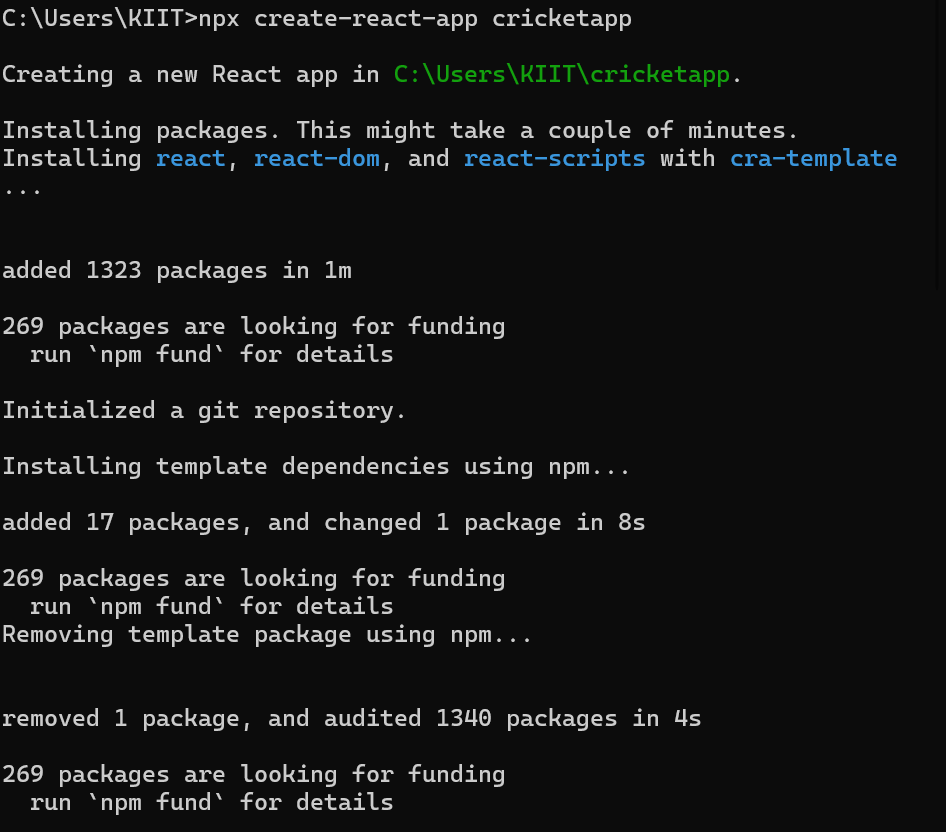 C:\Users\KIIT>npx create-react-app cricketapp
Creating a new React app in C:\Users\KIIT\cricketapp.
Installing packages. This might take a couple of minutes.
Installing react, react-dom, and react-scripts with cra-template
...
added 1323 packages in 1m
269 packages are looking for funding
  run `npm fund` for details
Initialized a git repository.
Installing template dependencies using npm...
added 17 packages, and changed 1 package in 8s
269 packages are looking for funding
  run `npm fund` for details
Removing template package using npm...
removed 1 package, and audited 1340 packages in 4s
269 packages are looking for funding
  run `npm fund` for details